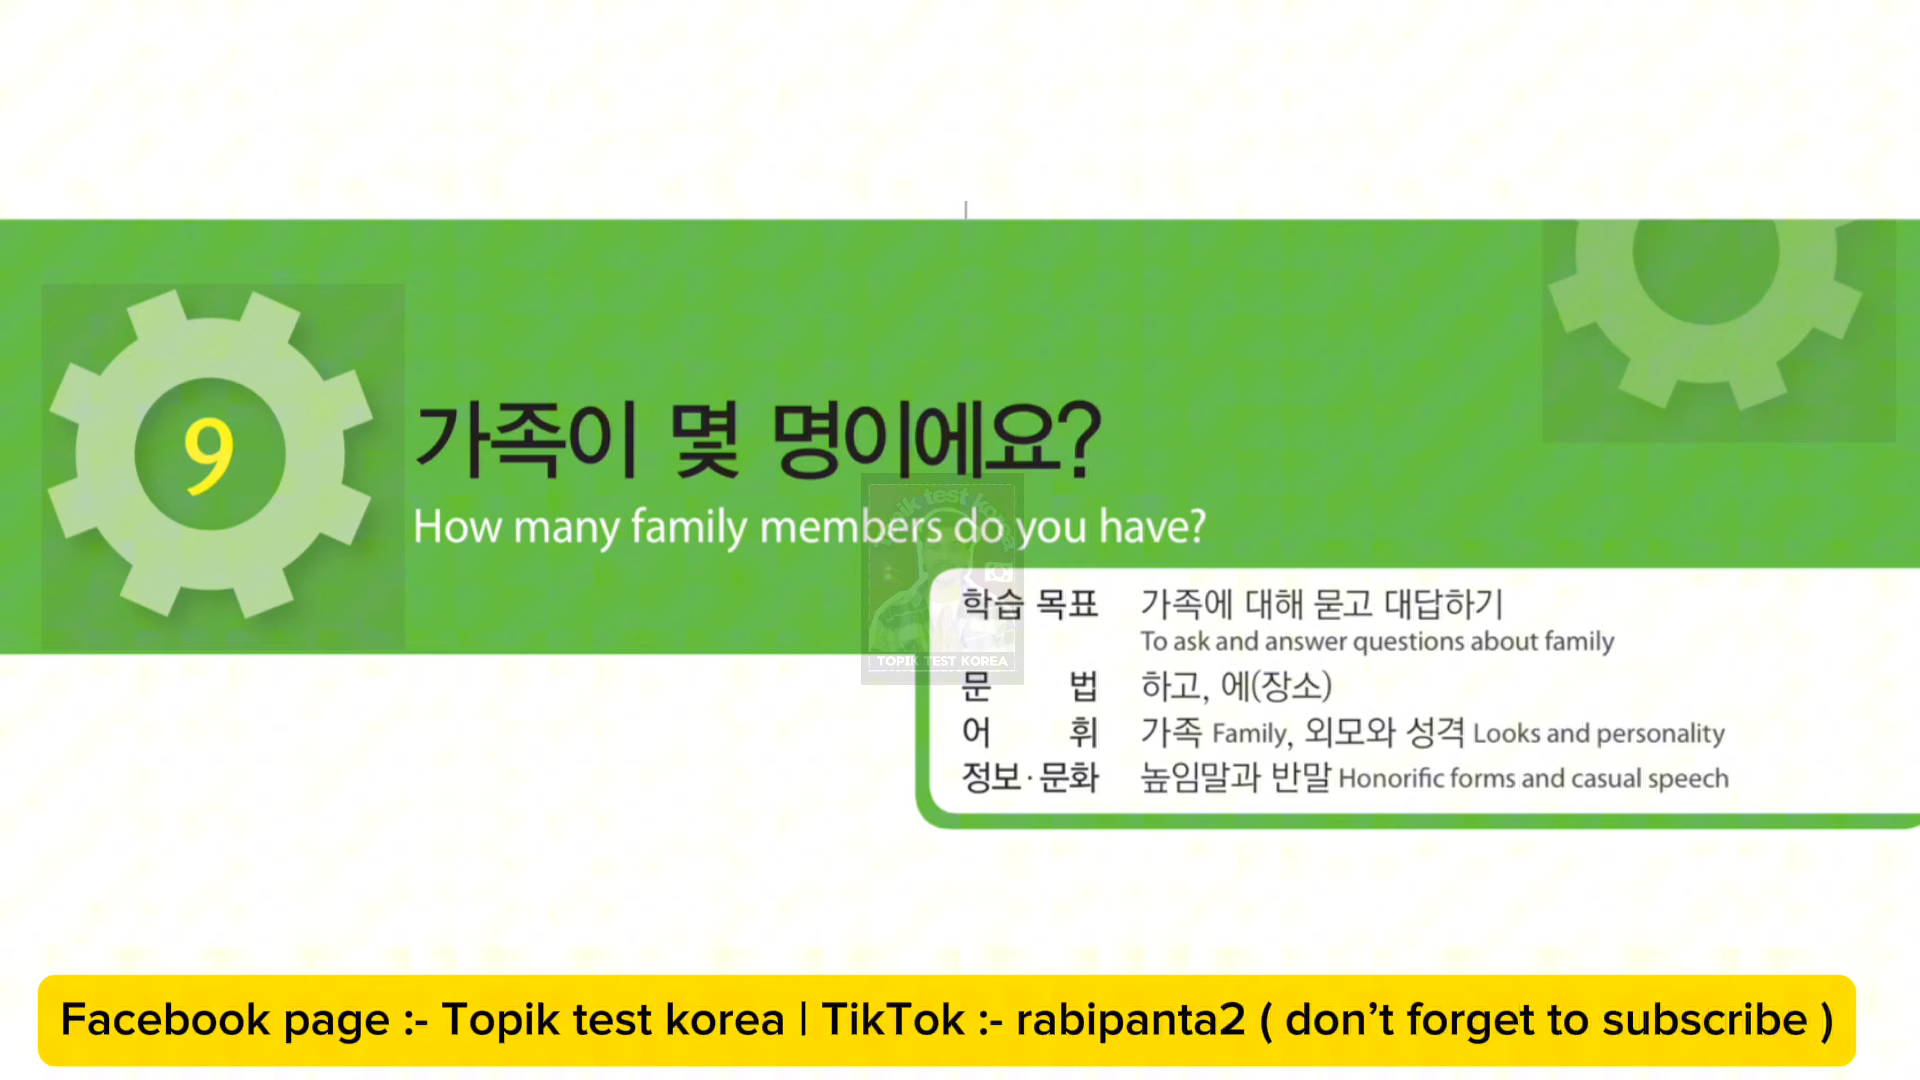 9
가족이 몇 명이에요?
How many family members do you have?
topik test korea
TOPIK TEST KOREA
학습 목표 가족에 대해 묻고 대답하기
To ask and answer questions about family
문 법 하고, 에(장소)
어 휘 가족 Family, 외모와 성격 Looks and personality
정보·문화 높임말과 반말 Honorific forms and casual speech
Facebook page :- Topik test korea | TikTok :- rabipanta2 ( don’t forget to subscribe )